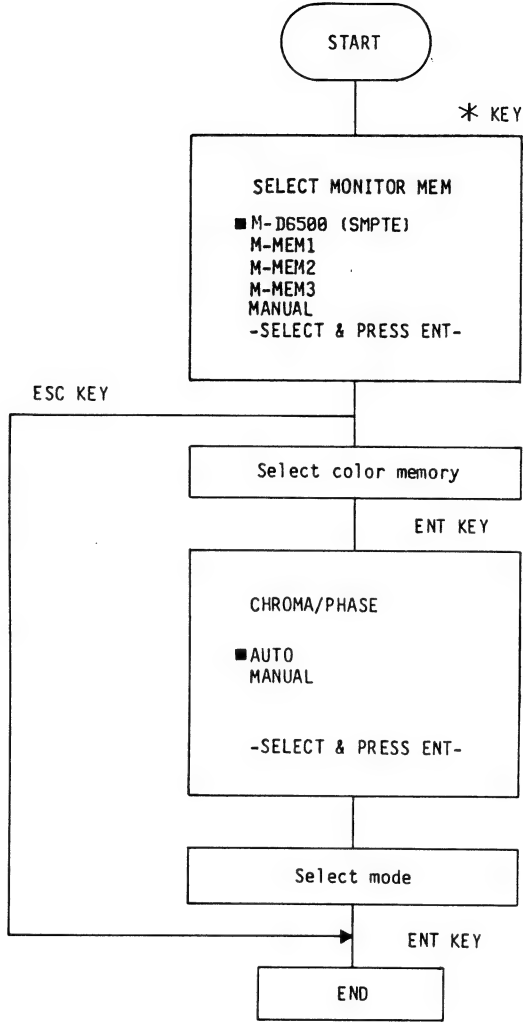 START
* KEY
SELECT MONITOR MEM
■M-D6500 (SMPTE)
M-MEM1
M-MEM2
M-MEM3
MANUAL
-SELECT & PRESS ENT-
ESC KEY
Select color memory
ENT KEY
CHROMA/PHASE
■AUTO
MANUAL
-SELECT & PRESS ENT-
Select mode
ENT KEY
END